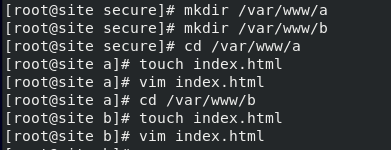 [root@site secure]# mkdir /var/www/a
[root@site secure]# mkdir /var/www/b
[root@site secure]# cd /var/www/a
[root@site a]# touch index.html
[root@site a]# vim index.html
[root@site a]# cd /var/www/b
[root@site b]# touch index.html
[root@site b]# vim index.html